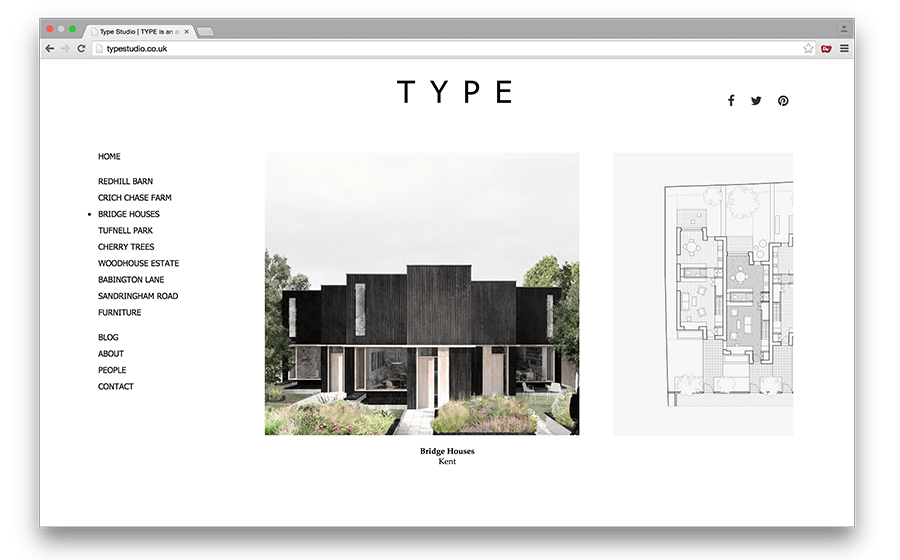 Type Studio | TYPE is an a
typestudio.co.uk
TYPE
HOME
REDHILL BARN
CRICH CHASE FARM
BRIDGE HOUSES
TUFNELL PARK
CHERRY TREES
WOODHOUSE ESTATE
BABINGTON LANE
SANDRINGHAM ROAD
FURNITURE
BLOG
ABOUT
PEOPLE
CONTACT
Bridge Houses
Kent